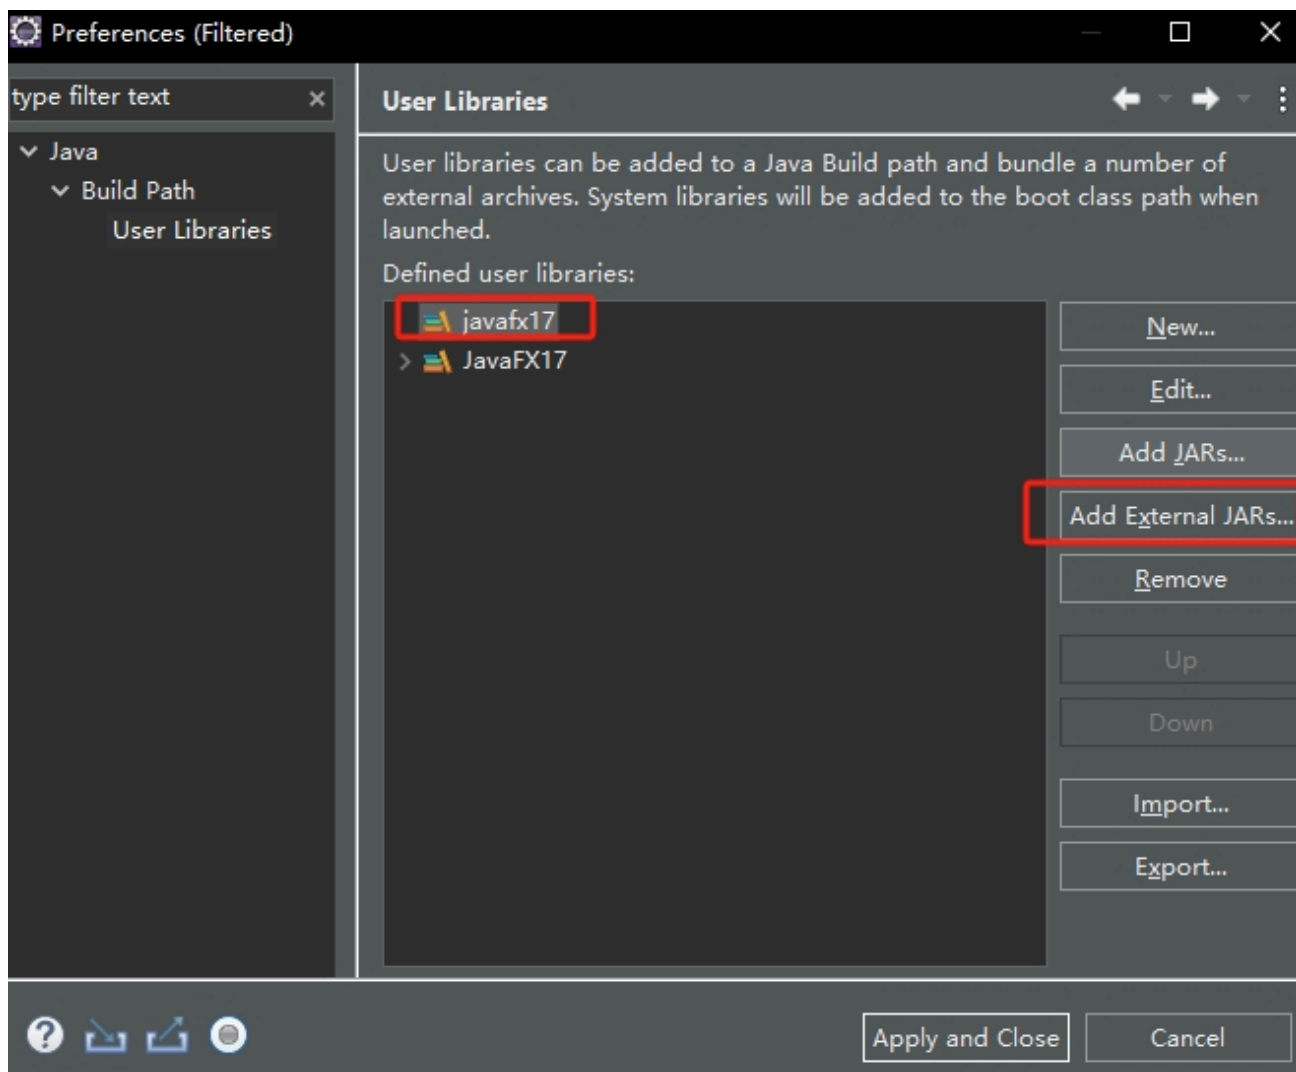 Preferences (Filtered)
type filter text
Java
Build Path
User Libraries
User Libraries
User libraries can be added to a Java Build path and bundle a number of
external archives. System libraries will be added to the boot class path when
launched.
Defined user libraries:
javafx17
JavaFX17
New...
Edit...
Add JARs...
Add External JARs...
Remove
Up
Down
Import...
Export...
Apply and Close
Cancel